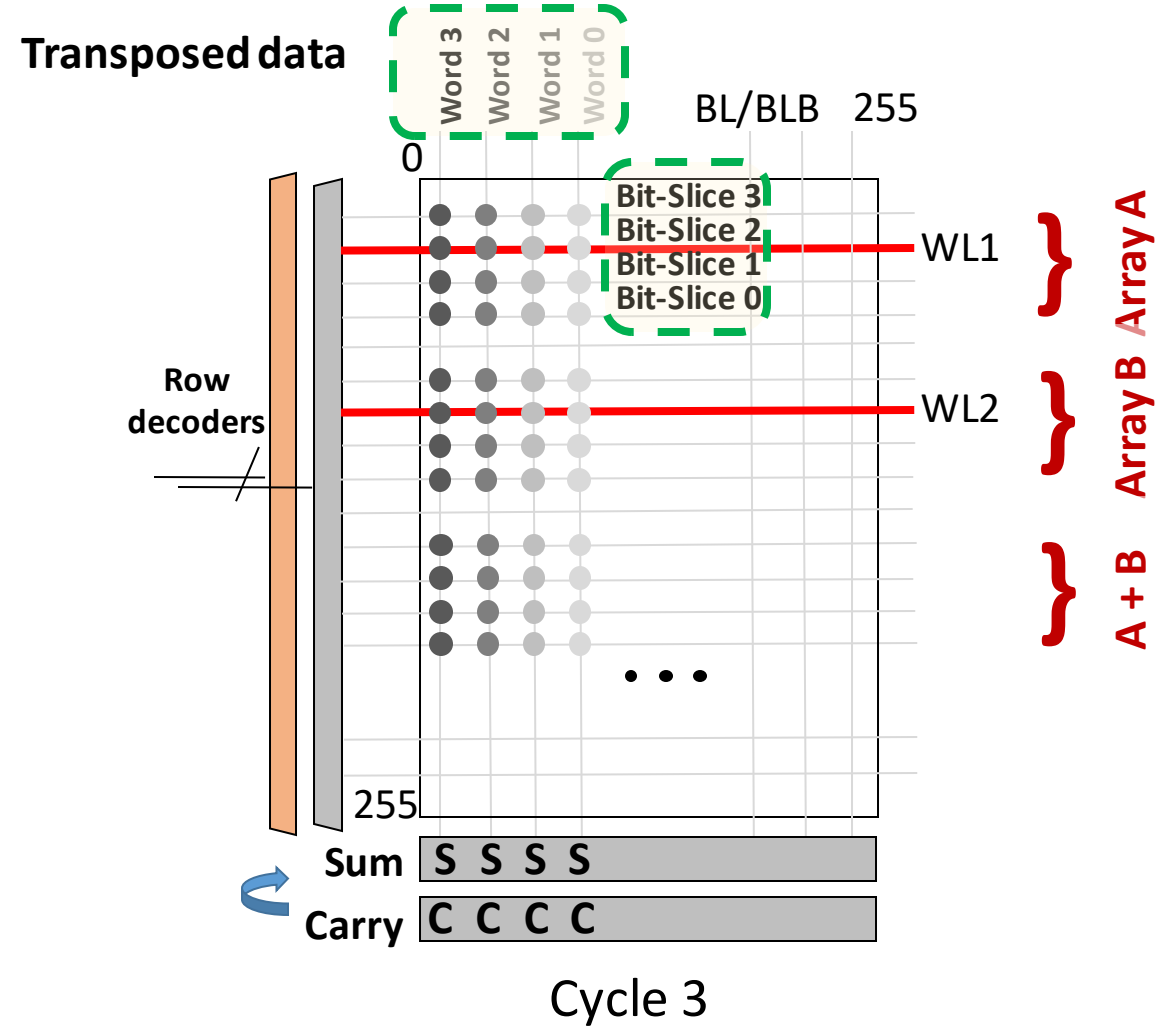 Transposed data
Word 3
Word 2
Word 1
Word 0
BL/BLB
255
0
Bit-Slice 3
Bit-Slice 2
Bit-Slice 1
Bit-Slice 0
WL1
Array A
Row
decoders
WL2
Array B
A + B
255
Sum
S S S S
Carry
C C C C
Cycle 3